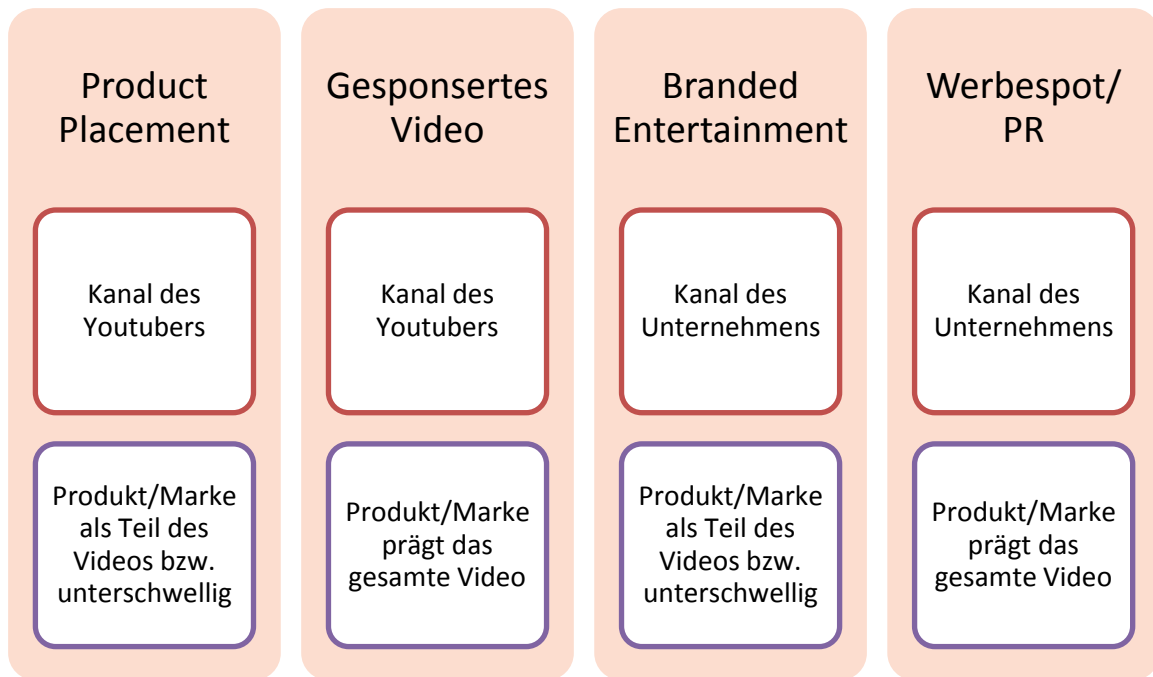 Product
Placement
Gesponsertes
Video
Branded
Entertainment
Werbespot/
PR
Kanal des
Youtubers
Kanal des
Youtubers
Kanal des
Unternehmens
Kanal des
Unternehmens
Produkt/Marke
als Teil des
Videos bzw.
unterschwellig
Produkt/Marke
prägt das
gesamte Video
Produkt/Marke
als Teil des
Videos bzw.
unterschwellig
Produkt/Marke
prägt das
gesamte Video